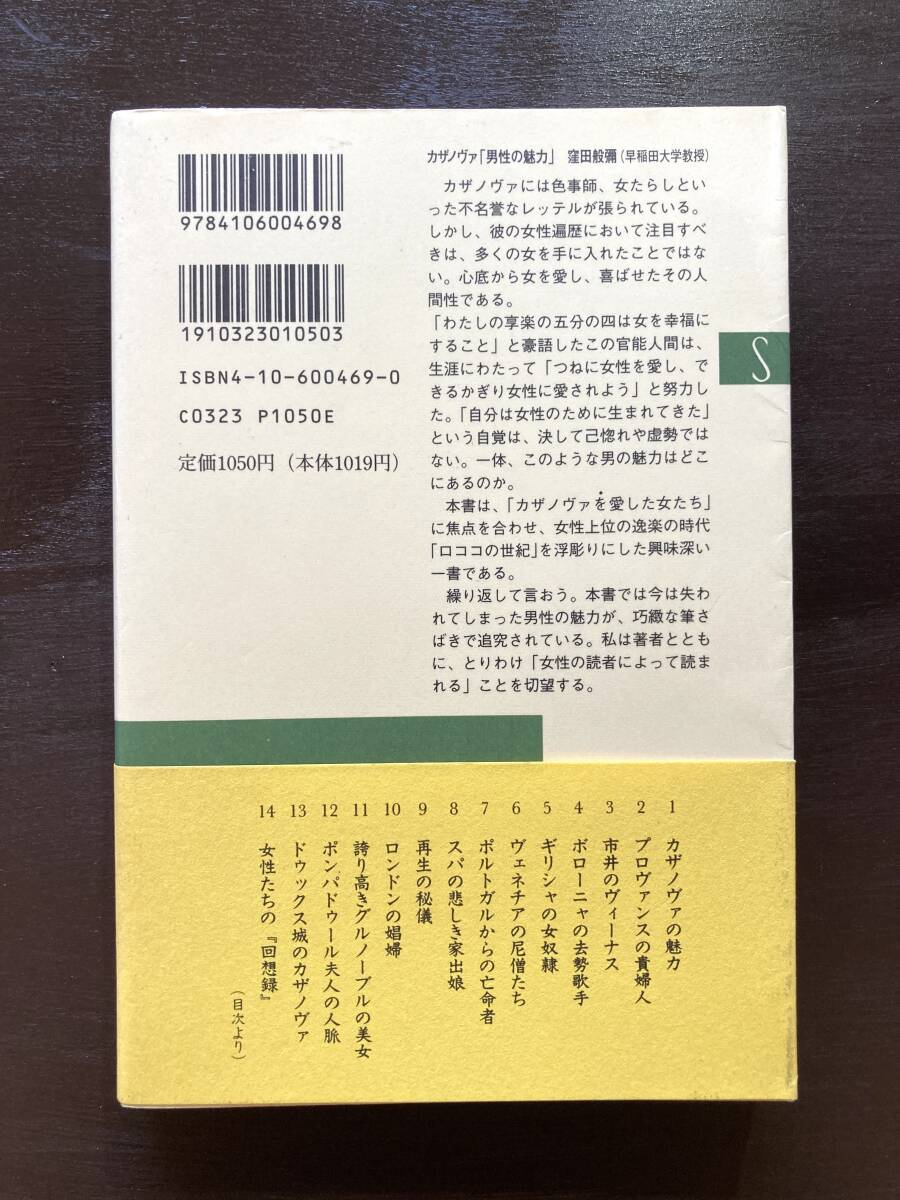 9784106004698
1910323010503
ISBN4-10-600469-0
C0323 P1050E
定価1050円（本体1019円）
カザノヴァ「男性の魅力」 窪田般彌（早稲田大学教授）
カザノヴァには色事師、女たらしとい
った不名誉なレッテルが張られている。
しかし、彼の女性遍歴において注目すべ
きは、多くの女を手に入れたことではな
い。心底から女を愛し、喜ばせたその人
間性である。
「わたしの享楽の五分の四は女を幸福に
すること」と豪語したこの官能人間は、
生涯にわたって「つねに女性を愛し、で
きるかぎり女性に愛されよう」と努力し
た。「自分は女性のために生まれてきた」
という自覚は、決して己惚れや虚勢では
ない。一体、このような男の魅力はどこ
にあるのか。
本書は、「カザノヴァを愛した女たち」
に焦点を合わせ、女性上位の逸楽の時代
「ロココの世紀」を浮彫りにした興味深い
一書である。
繰り返して言おう。本書では今は失わ
れてしまった男性の魅力が、巧緻な筆さ
ばきで追究されている。私は著者ととも
に、とりわけ「女性の読者によって読ま
れる」ことを切望する。
S
1 カザノヴァの魅力
2 プロヴァンスの貴婦人
3 市井のヴィーナス
4 ボローニャの去勢歌手
5 ギリシャの女奴隷
6 ヴェネチアの尼僧たち
7 ポルトガルからの亡命者
8 スパの悲しき家出娘
9 再生の秘儀
10 ロンドンの娼婦
11 誇り高きグルノーブルの美女
12 ポンパドゥール夫人の人脈
13 ドゥックス城のカザノヴァ
14 女性たちの『回想録』
（目次より）